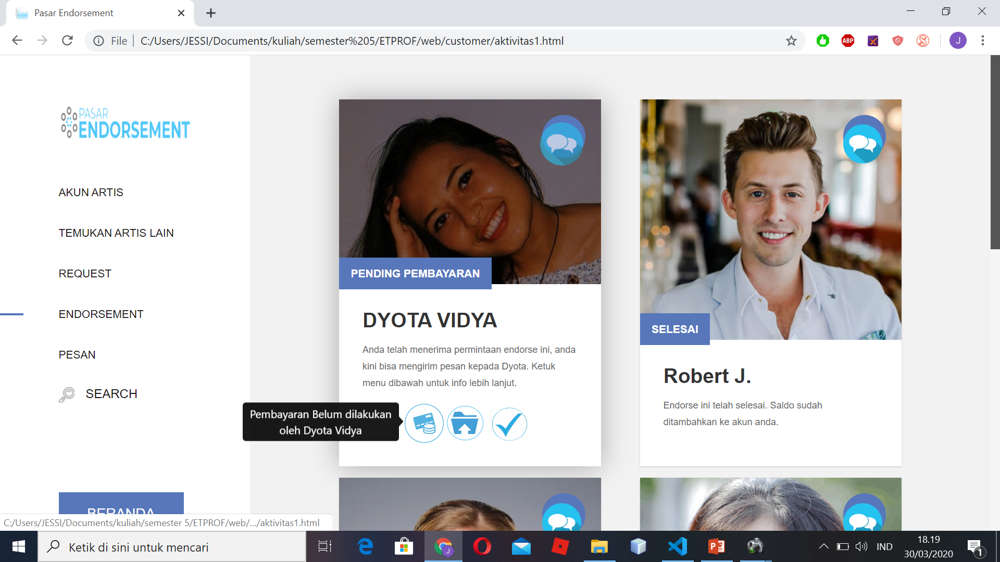 Pasar Endorsement
File
C:/Users/JESSI/Documents/kuliah/semester%205/ETPROF/web/customer/aktivitas1.html
ABP
J
PASAR
ENDORSEMENT
AKUN ARTIS
TEMUKAN ARTIS LAIN
REQUEST
ENDORSEMENT
PESAN
SEARCH
BERANDA
PENDING PEMBAYARAN
DYOTA VIDYA
Anda telah menerima permintaan endorse ini, anda
kini bisa mengirim pesan kepada Dyota. Ketuk
menu dibawah untuk info lebih lanjut.
Pembayaran Belum dilakukan
oleh Dyota Vidya
SELESAI
Robert J.
Endorse ini telah selesai. Saldo sudah
ditambahkan ke akun anda.
C:/Users/JESSI/Documents/kuliah/semester 5/ETPROF/web/.../aktivitas1.html
Ketik di sini untuk mencari
J
IND
18.19
30/03/2020
1